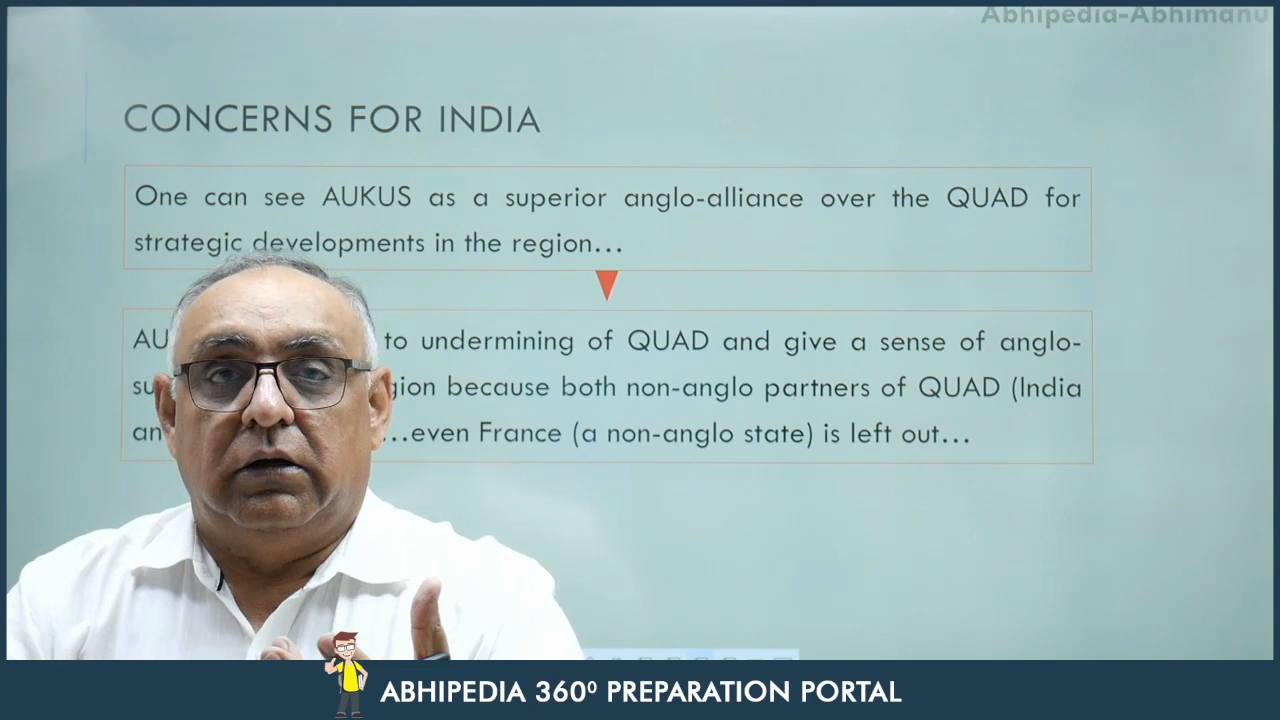 Abhipedia-Abhimanu
CONCERNS FOR INDIA
One can see AUKUS as a superior anglo-alliance over the QUAD for
strategic developments in the region...
to undermining of QUAD and give a sense of anglo-
because both non-anglo partners of QUAD (India
...even France (a non-anglo state) is left out...
ABHIPEDIA 360⁰ PREPARATION PORTAL